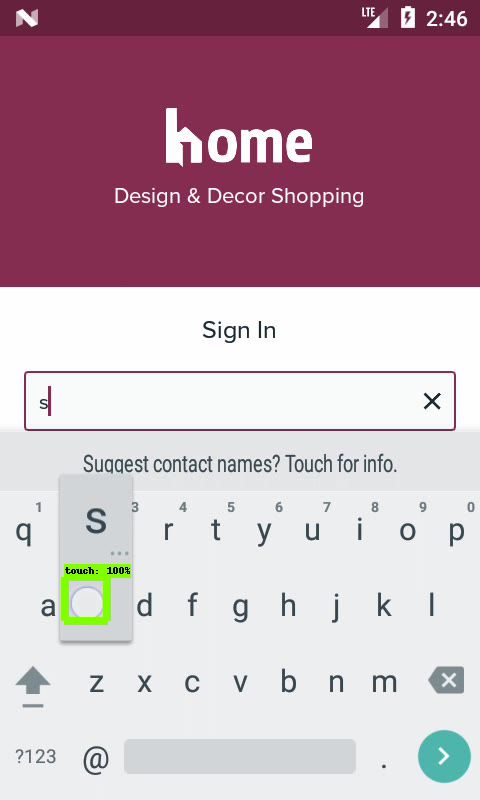 LTE 2:46
home
Design & Decor Shopping
Sign In
s
Suggest contact names? Touch for info.
q 1 3 r 4 t 5 y 6 u 7 i 8 o 9 p 0
s
...
touch: 100%
a d f g h j k l
z x c v b n m
?123 @ .